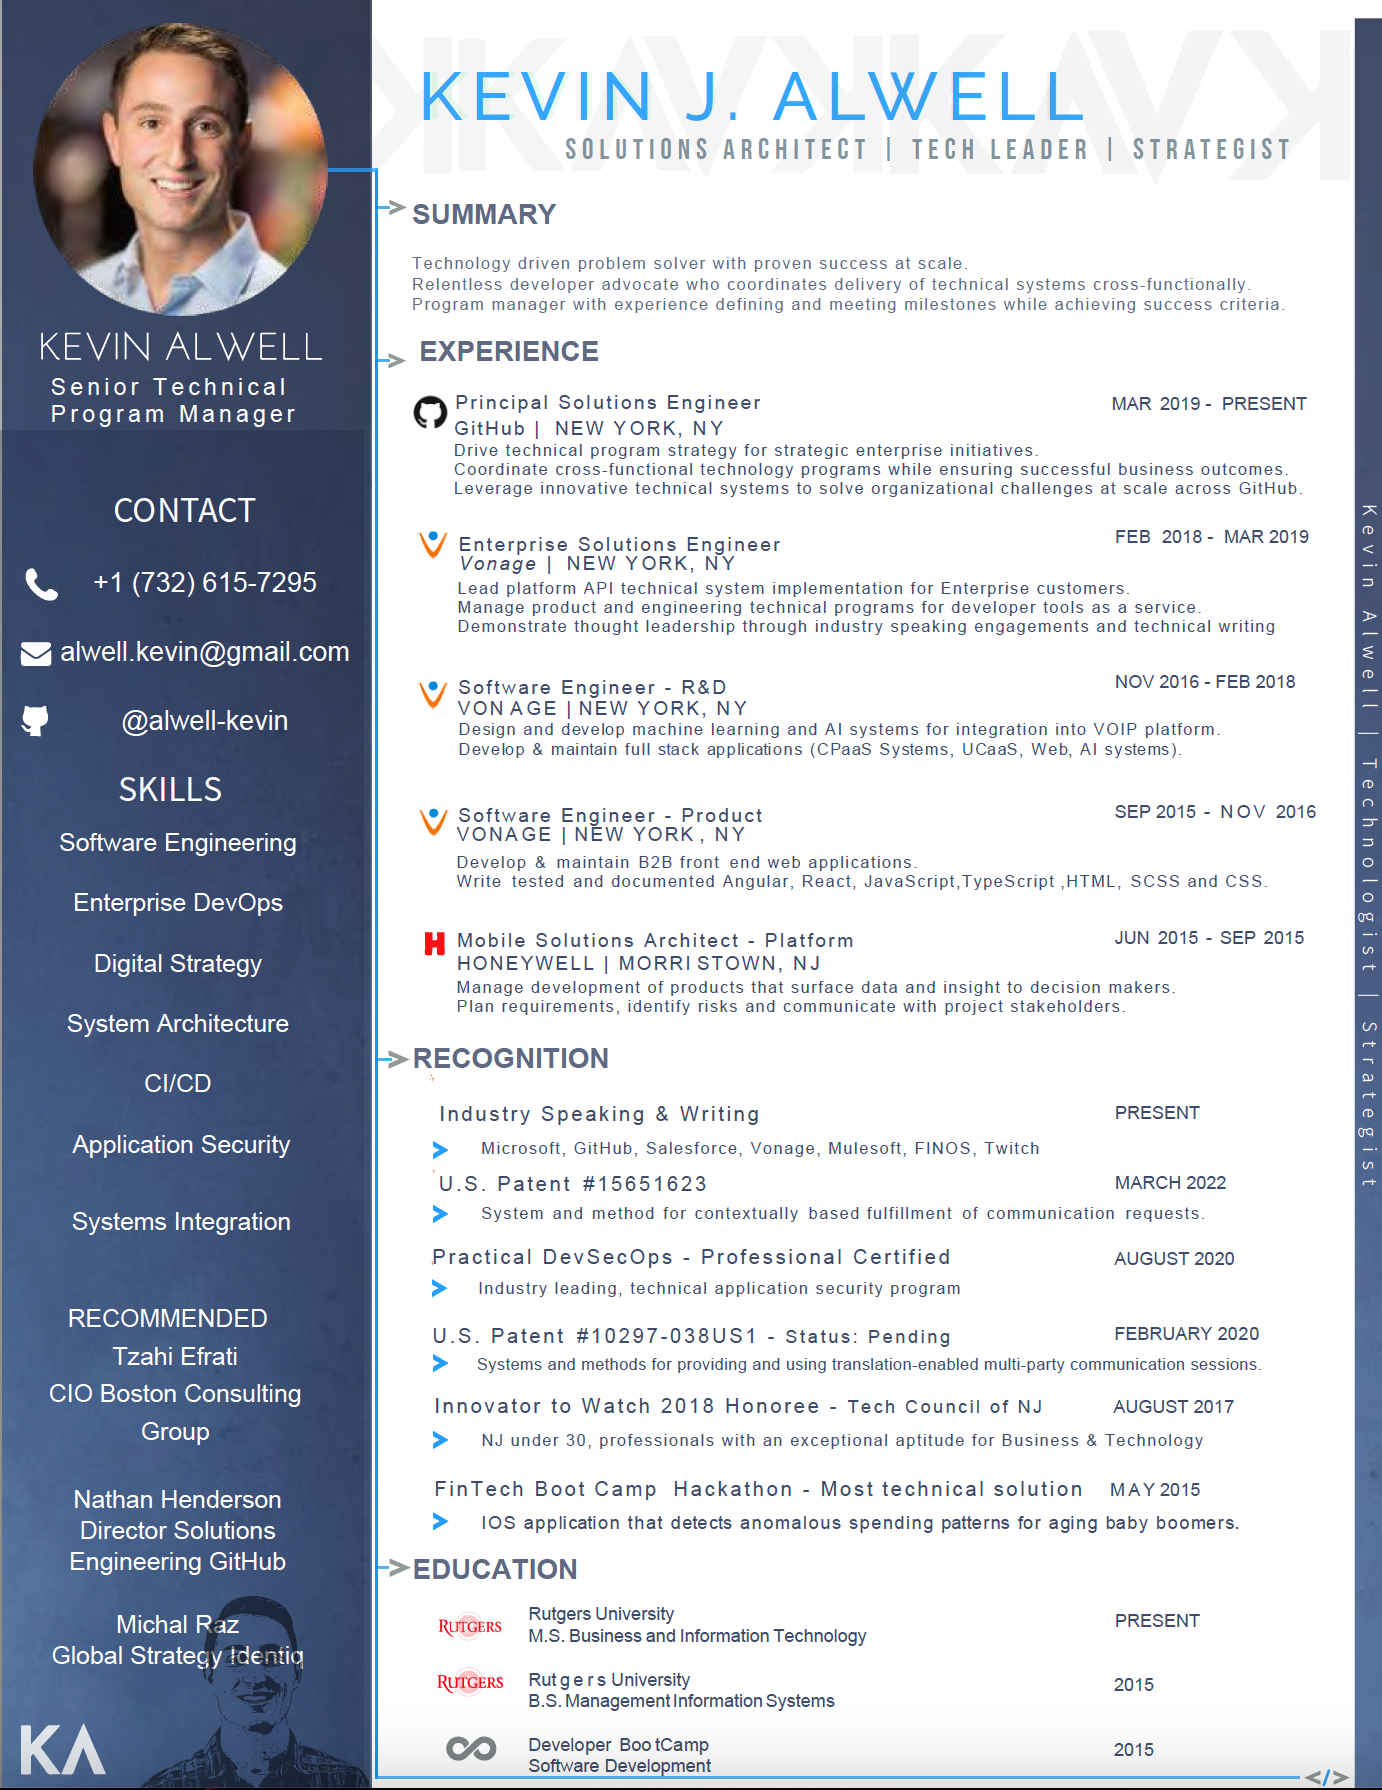 KEVIN J. ALWELL
SOLUTIONS ARCHITECT | TECH LEADER | STRATEGIST
KEVIN ALWELL
Senior Technical
Program Manager
CONTACT
+1 (732) 615-7295
alwell.kevin@gmail.com
@alwell-kevin
SKILLS
Software Engineering
Enterprise DevOps
Digital Strategy
System Architecture
CI/CD
Application Security
Systems Integration
RECOMMENDED
Tzahi Efrati
CIO Boston Consulting
Group
Nathan Henderson
Director Solutions
Engineering GitHub
Michal Raz
Global Strategy Identiq
KA
SUMMARY
Technology driven problem solver with proven success at scale.
Relentless developer advocate who coordinates delivery of technical systems cross-functionally.
Program manager with experience defining and meeting milestones while achieving success criteria.
EXPERIENCE
Principal Solutions Engineer MAR 2019 - PRESENT
GitHub | NEW YORK, NY
Drive technical program strategy for strategic enterprise initiatives.
Coordinate cross-functional technology programs while ensuring successful business outcomes.
Leverage innovative technical systems to solve organizational challenges at scale across GitHub.
Enterprise Solutions Engineer FEB 2018 - MAR 2019
Vonage | NEW YORK, NY
Lead platform API technical system implementation for Enterprise customers.
Manage product and engineering technical programs for developer tools as a service.
Demonstrate thought leadership through industry speaking engagements and technical writing
Software Engineer - R&D NOV 2016 - FEB 2018
VONAGE | NEW YORK, NY
Design and develop machine learning and AI systems for integration into VOIP platform.
Develop & maintain full stack applications (CPaaS Systems, UCaaS, Web, AI systems).
Software Engineer - Product SEP 2015 - NOV 2016
VONAGE | NEW YORK, NY
Develop & maintain B2B front end web applications.
Write tested and documented Angular, React, JavaScript,TypeScript ,HTML, SCSS and CSS.
H Mobile Solutions Architect - Platform JUN 2015 - SEP 2015
HONEYWELL | MORRISTOWN, NJ
Manage development of products that surface data and insight to decision makers.
Plan requirements, identify risks and communicate with project stakeholders.
RECOGNITION
Industry Speaking & Writing PRESENT
Microsoft, GitHub, Salesforce, Vonage, Mulesoft, FINOS, Twitch
U.S. Patent #15651623 MARCH 2022
System and method for contextually based fulfillment of communication requests.
Practical DevSecOps - Professional Certified AUGUST 2020
Industry leading, technical application security program
U.S. Patent #10297-038US1 - Status: Pending FEBRUARY 2020
Systems and methods for providing and using translation-enabled multi-party communication sessions.
Innovator to Watch 2018 Honoree - Tech Council of NJ AUGUST 2017
NJ under 30, professionals with an exceptional aptitude for Business & Technology
FinTech Boot Camp Hackathon - Most technical solution MAY 2015
IOS application that detects anomalous spending patterns for aging baby boomers.
EDUCATION
RUTGERS Rutgers University PRESENT
M.S. Business and Information Technology
RUTGERS Rutgers University 2015
B.S. Management Information Systems
Developer BootCamp 2015
Software Development
</>
Kevin Alwell | Technologist | Strategist